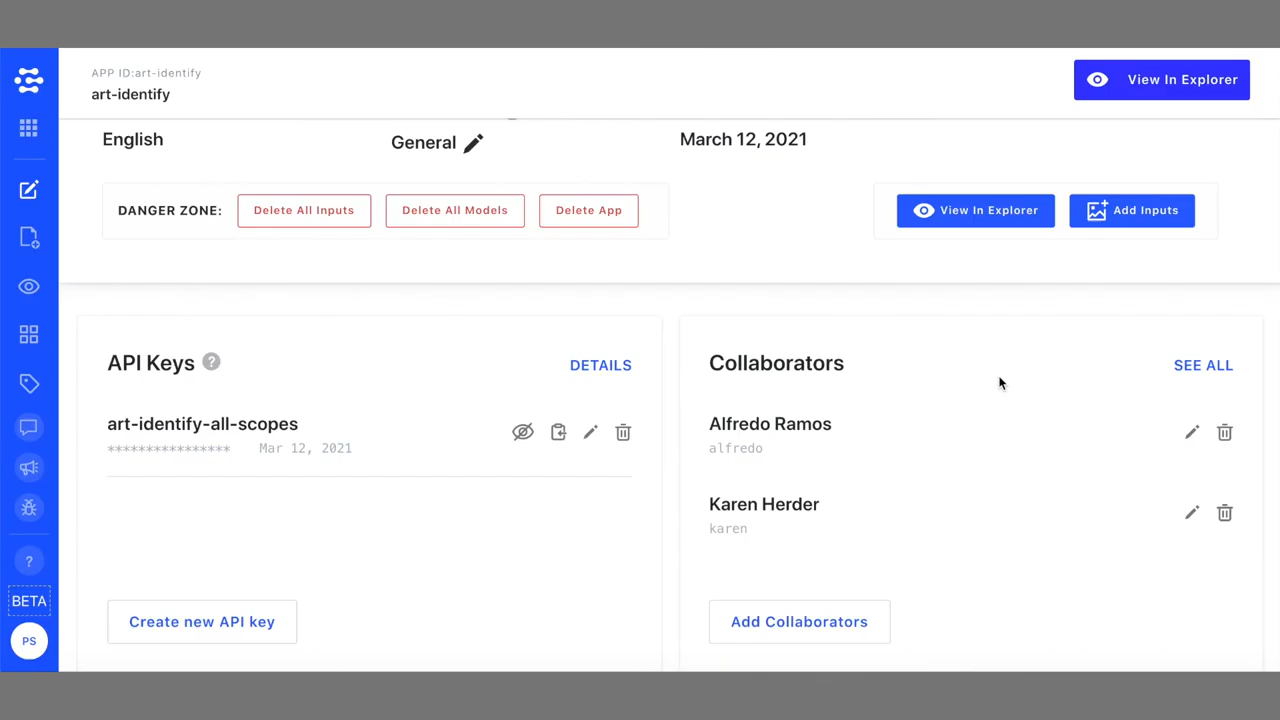 APP ID:art-identify
art-identify
View In Explorer
English
General
March 12, 2021
DANGER ZONE:
Delete All Inputs
Delete All Models
Delete App
View In Explorer
Add Inputs
API Keys ?
DETAILS
art-identify-all-scopes
**************** Mar 12, 2021
Create new API key
Collaborators
SEE ALL
Alfredo Ramos
alfredo
Karen Herder
karen
Add Collaborators
?
BETA
PS